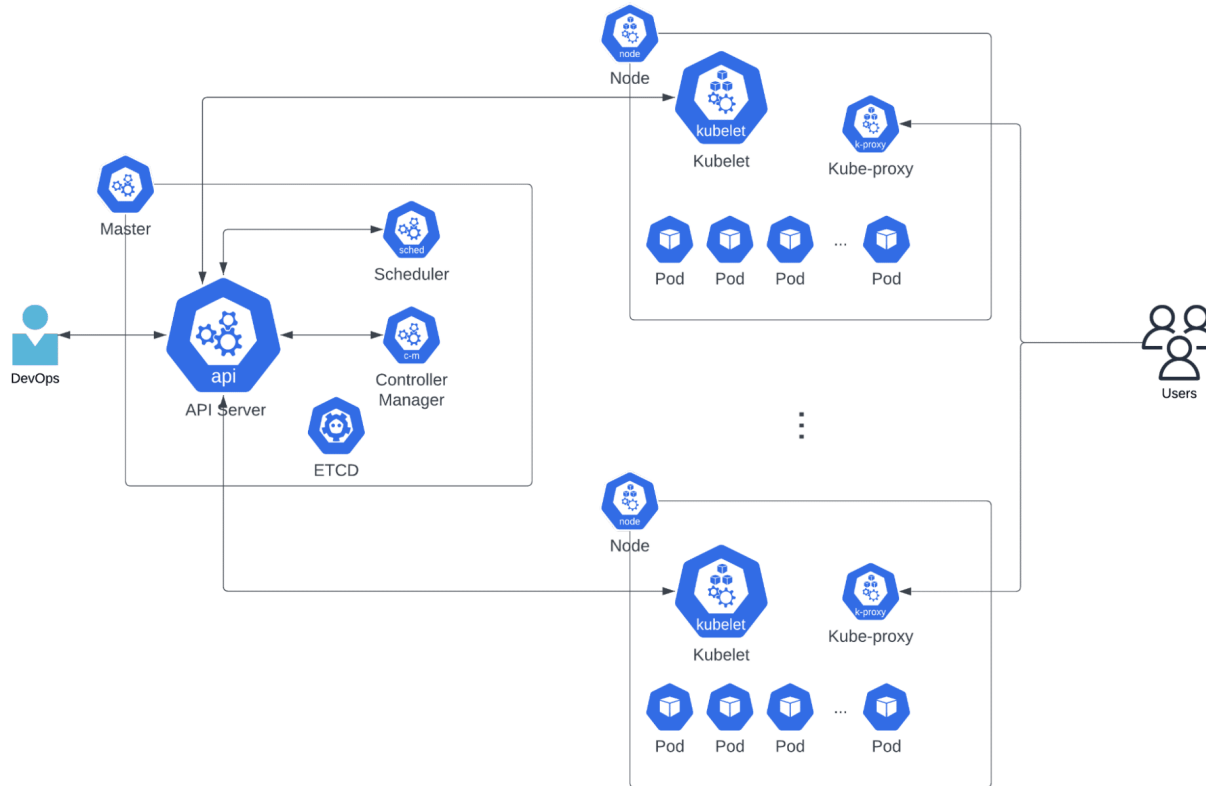 node
Node
kubelet
Kubelet
k-proxy
Kube-proxy
Pod
Pod
Pod
...
Pod
Master
sched
Scheduler
api
API Server
c-m
Controller
Manager
ETCD
DevOps
Users
node
Node
kubelet
Kubelet
k-proxy
Kube-proxy
Pod
Pod
Pod
...
Pod